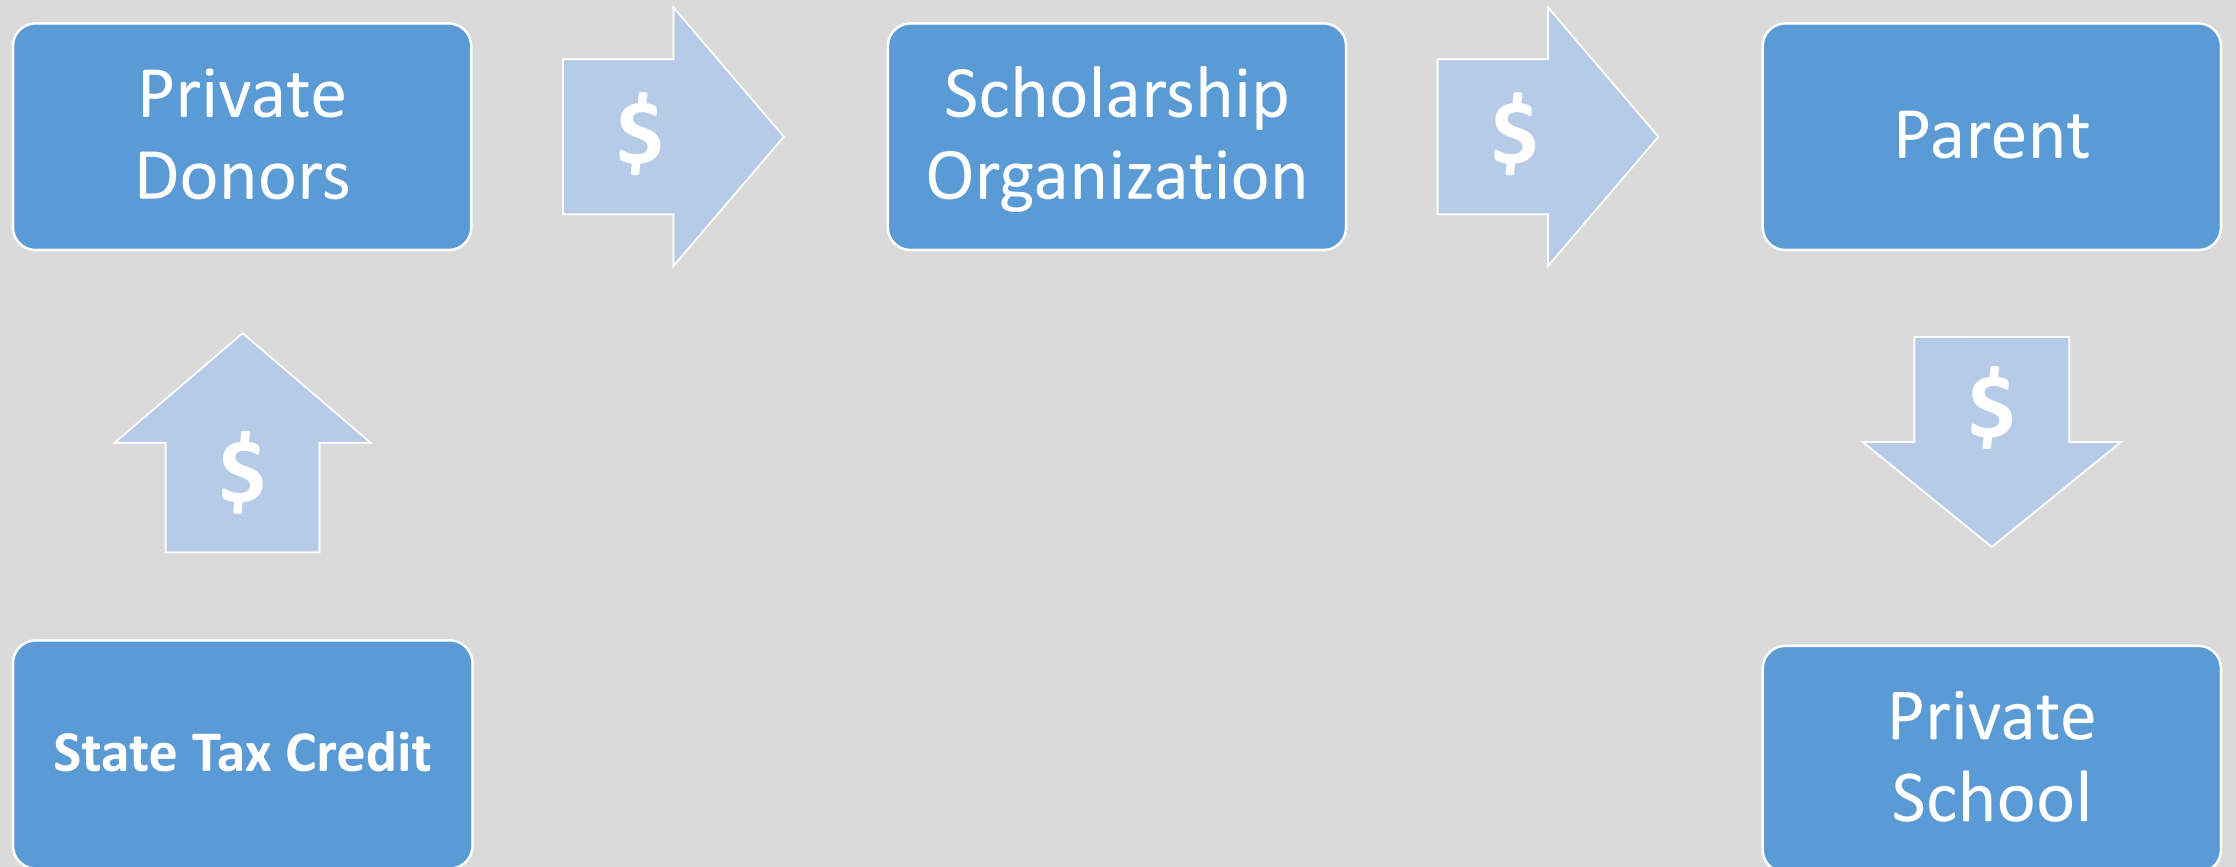 Private
Donors
$
Scholarship
Organization
$
Parent
$
$
State Tax Credit
Private
School